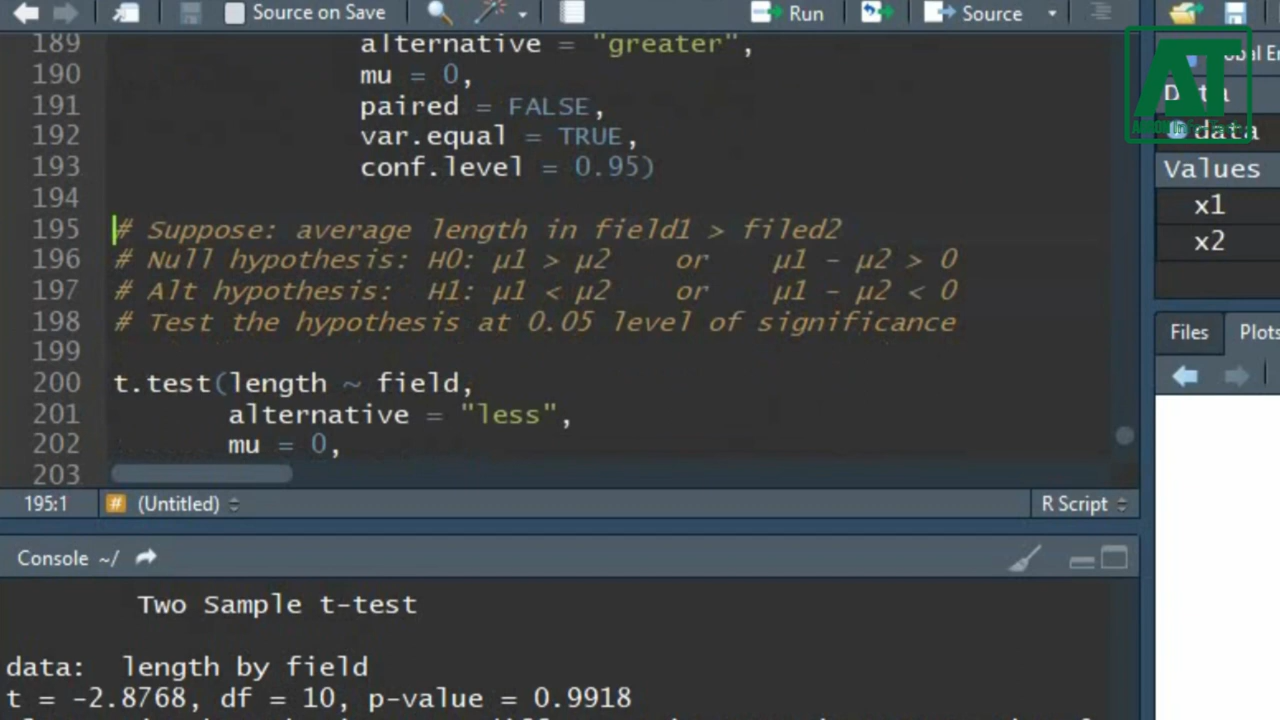 Source on Save
Run
Source
189 alternative = "greater",
190 mu = 0,
191 paired = FALSE,
192 var.equal = TRUE,
193 conf.level = 0.95)
194
195 # Suppose: average length in field1 > filed2
196 # Null hypothesis: H0: μ1 > μ2 or μ1 - μ2 > 0
197 # Alt hypothesis: H1: μ1 < μ2 or μ1 - μ2 < 0
198 # Test the hypothesis at 0.05 level of significance
199
200 t.test(length ~ field,
201 alternative = "less",
202 mu = 0,
203
195:1 # (Untitled) R Script
Console ~/
Two Sample t-test
data: length by field
t = -2.8768, df = 10, p-value = 0.9918
AT
Data
data
Values
x1
x2
Files Plots